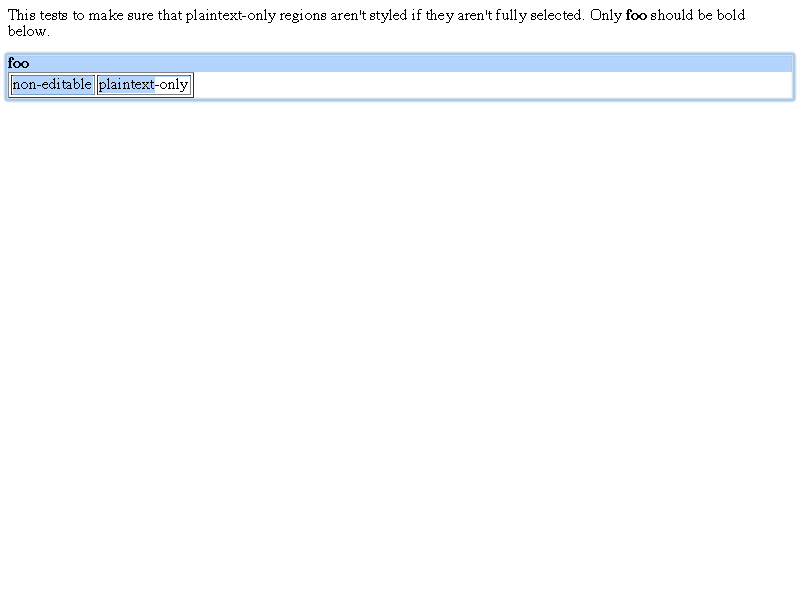 This tests to make sure that plaintext-only regions aren't styled if they aren't fully selected. Only foo should be bold
below.
foo
non-editable plaintext-only